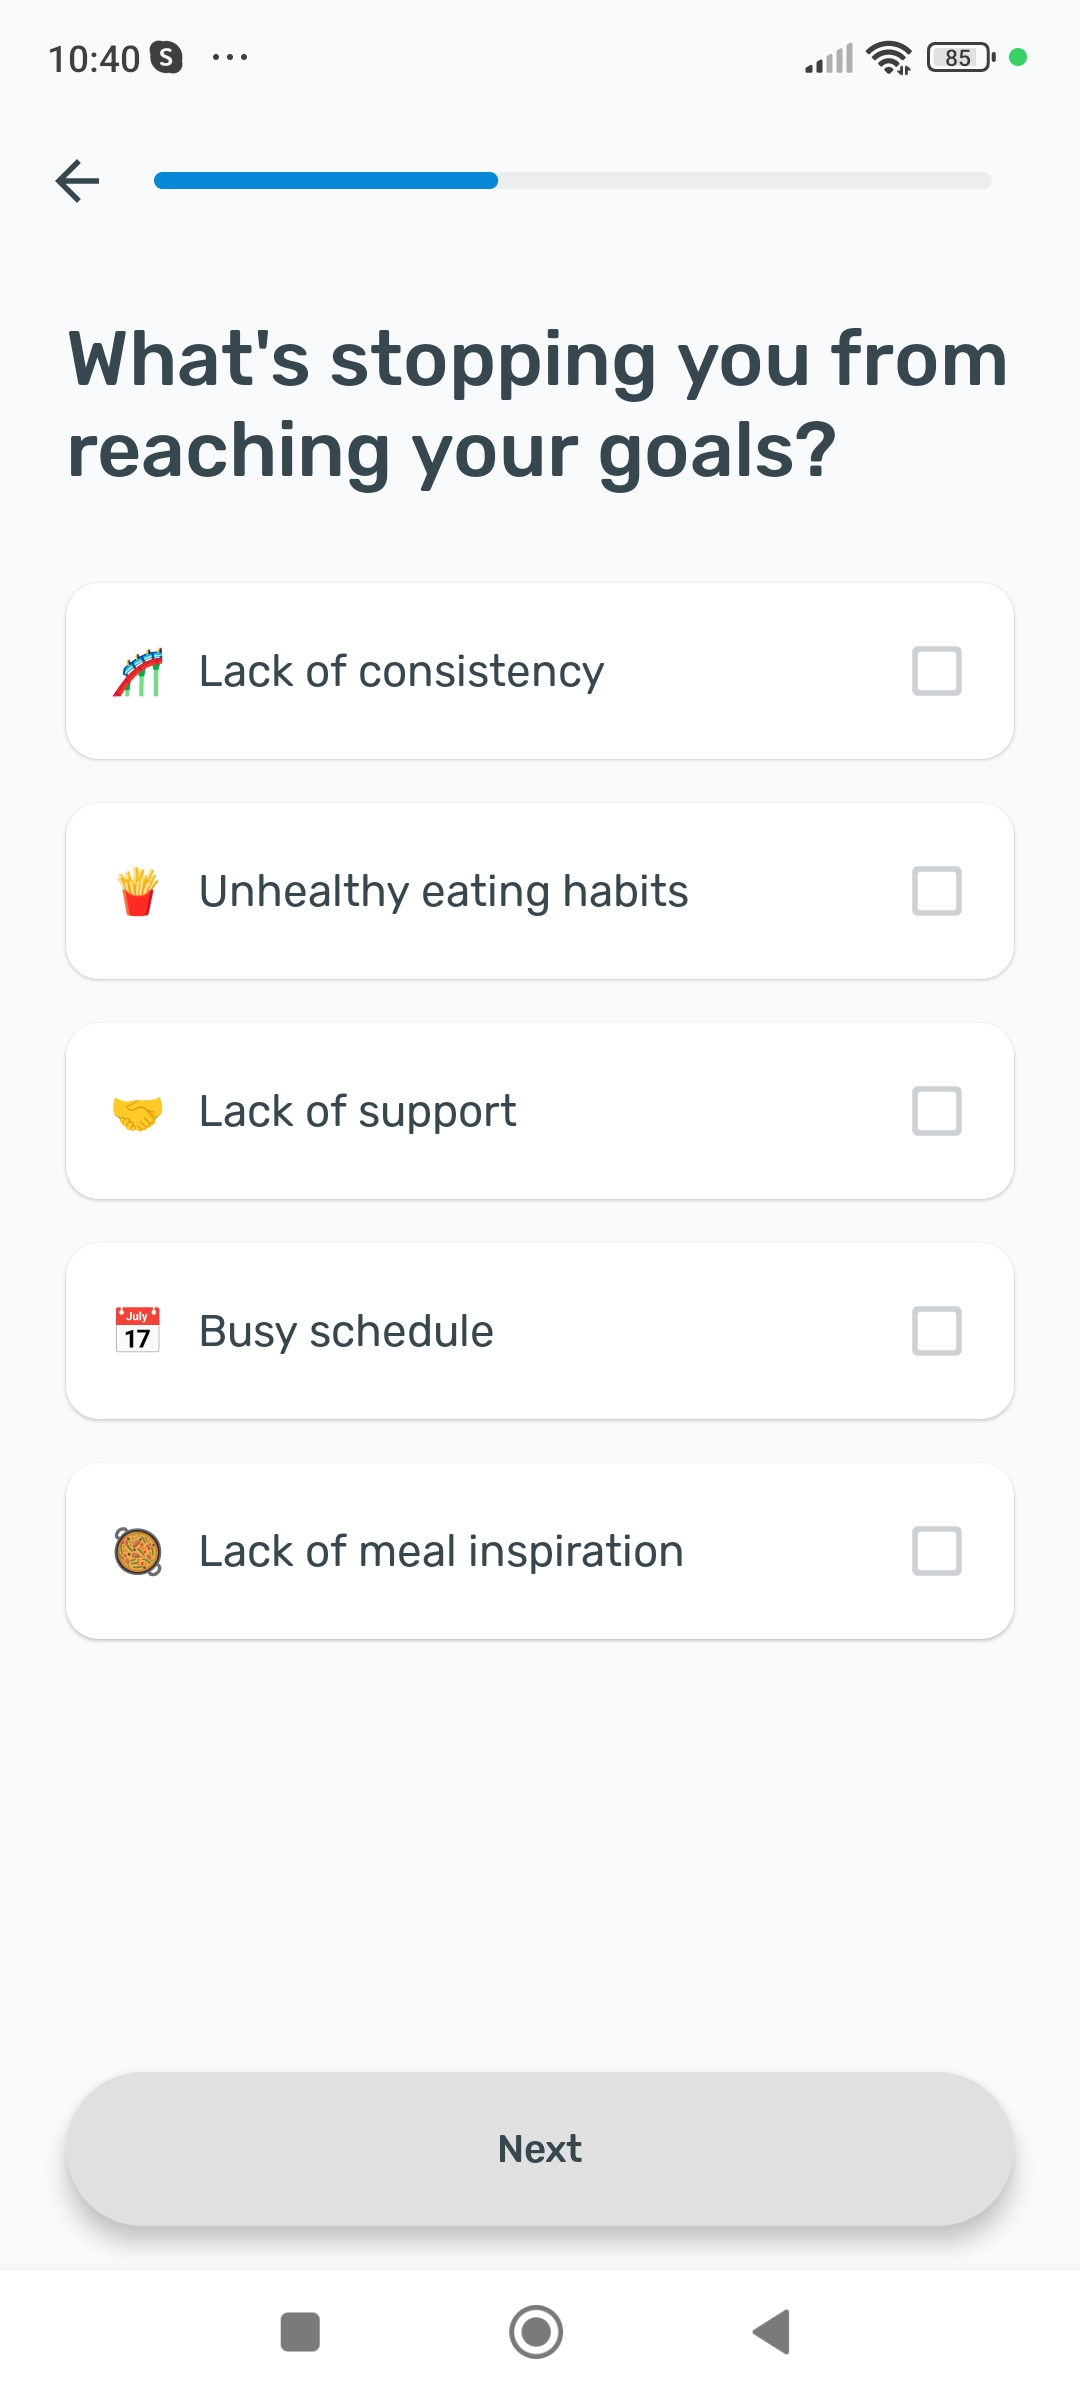 10:40 S ...
85
What's stopping you from
reaching your goals?
Lack of consistency
Unhealthy eating habits
Lack of support
July
17
Busy schedule
Lack of meal inspiration
Next